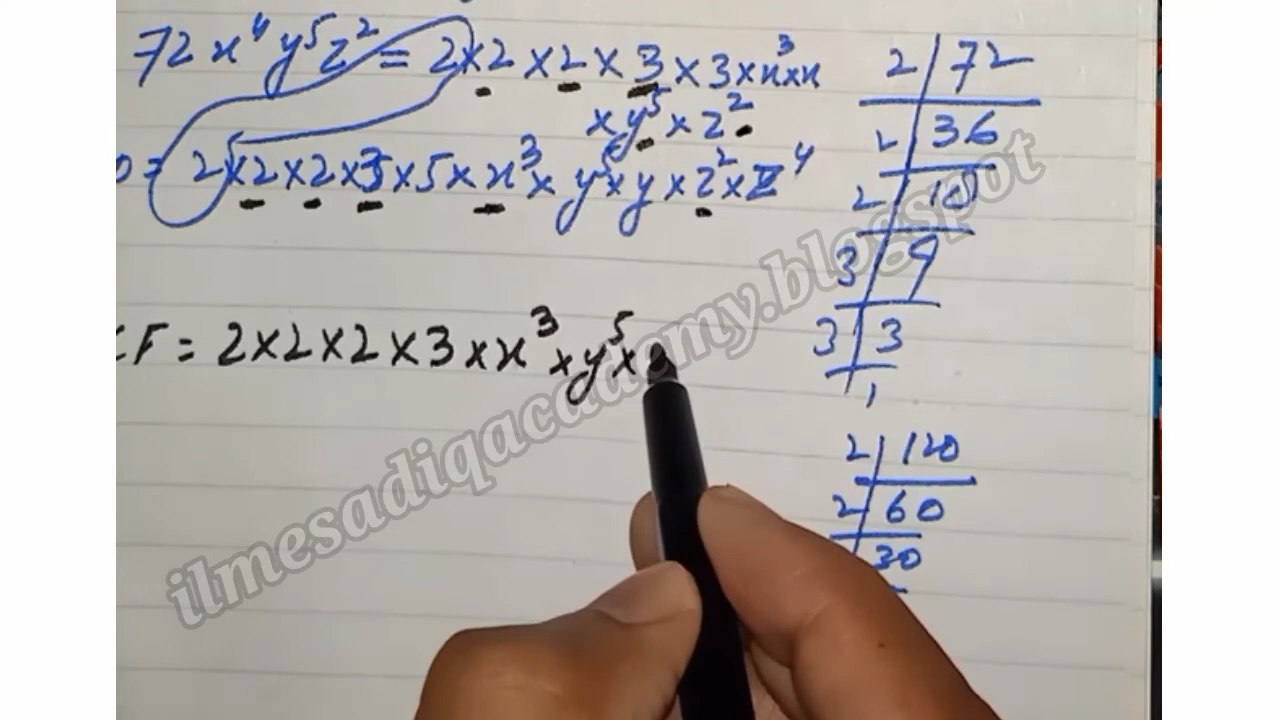 72x⁴y⁵z² = 2×2×2×3×3×x³×x
×y⁵×z²
0= 2×2×2×3×5×x³×y⁵×y×z²×z⁴
CF = 2×2×2×3×x³×y⁵×
2 72
2 36
2 18
3 9
3 3
1
2 120
2 60
30
ilmesadiqacademy.blogspot